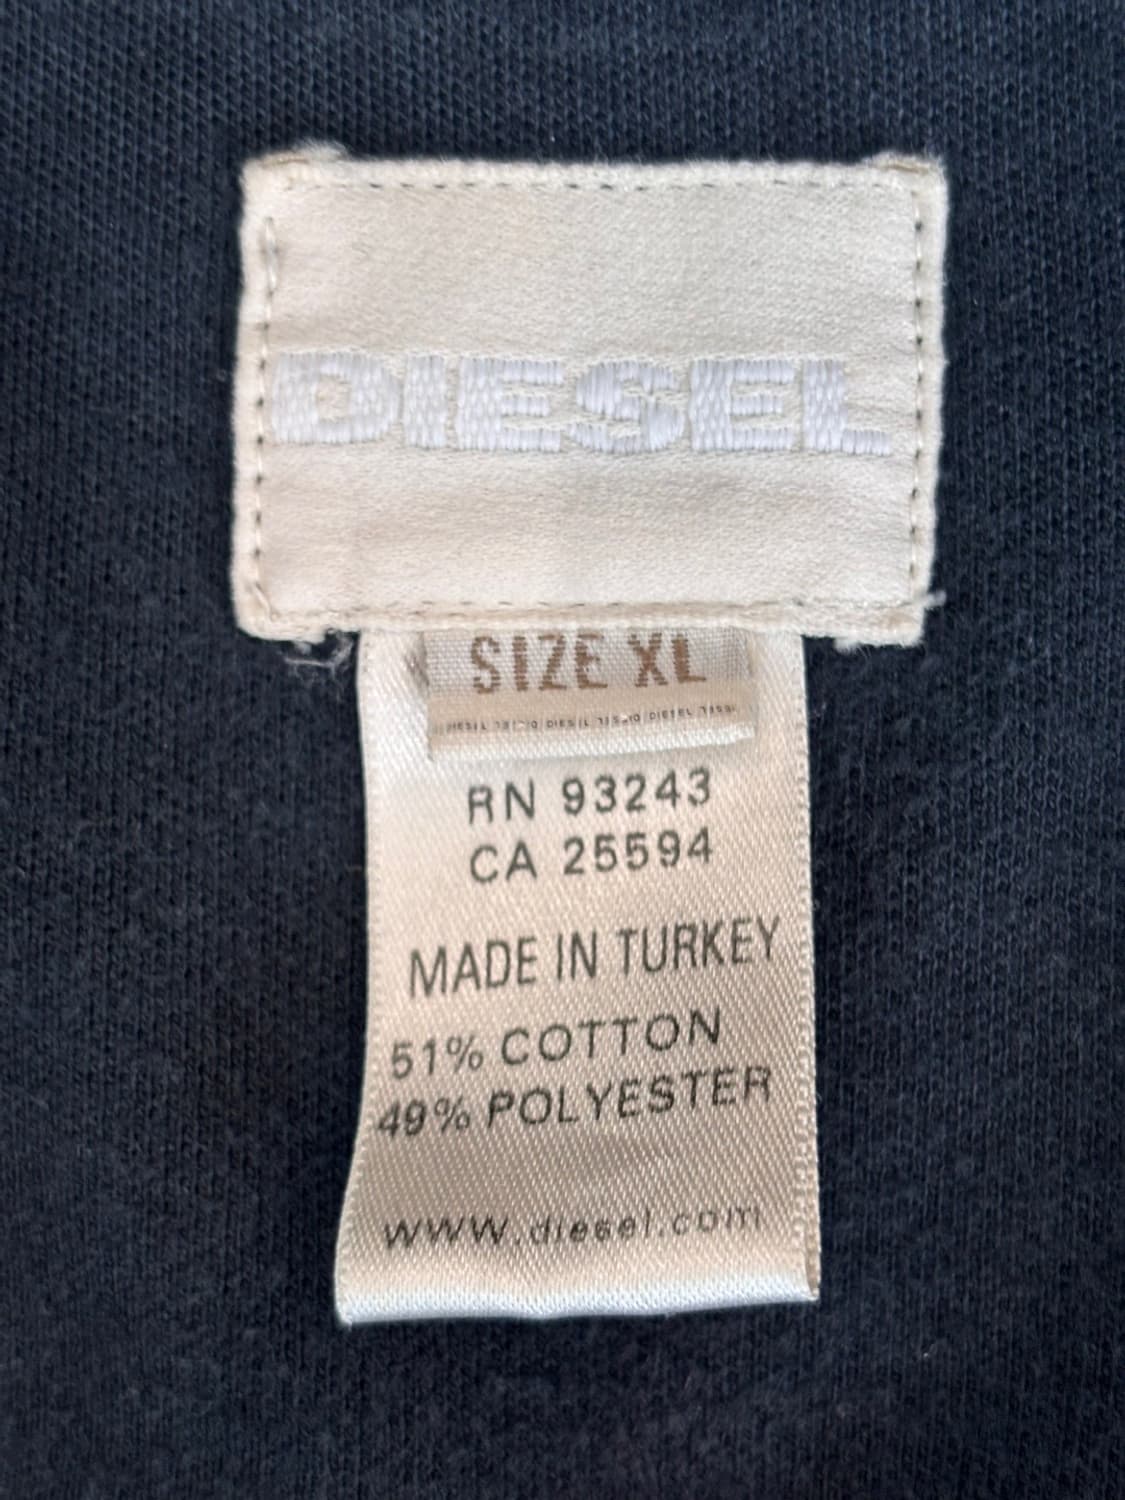 DIESEL
SIZE XL
RN 93243
CA 25594
MADE IN TURKEY
51% COTTON
49% POLYESTER
www.diesel.com